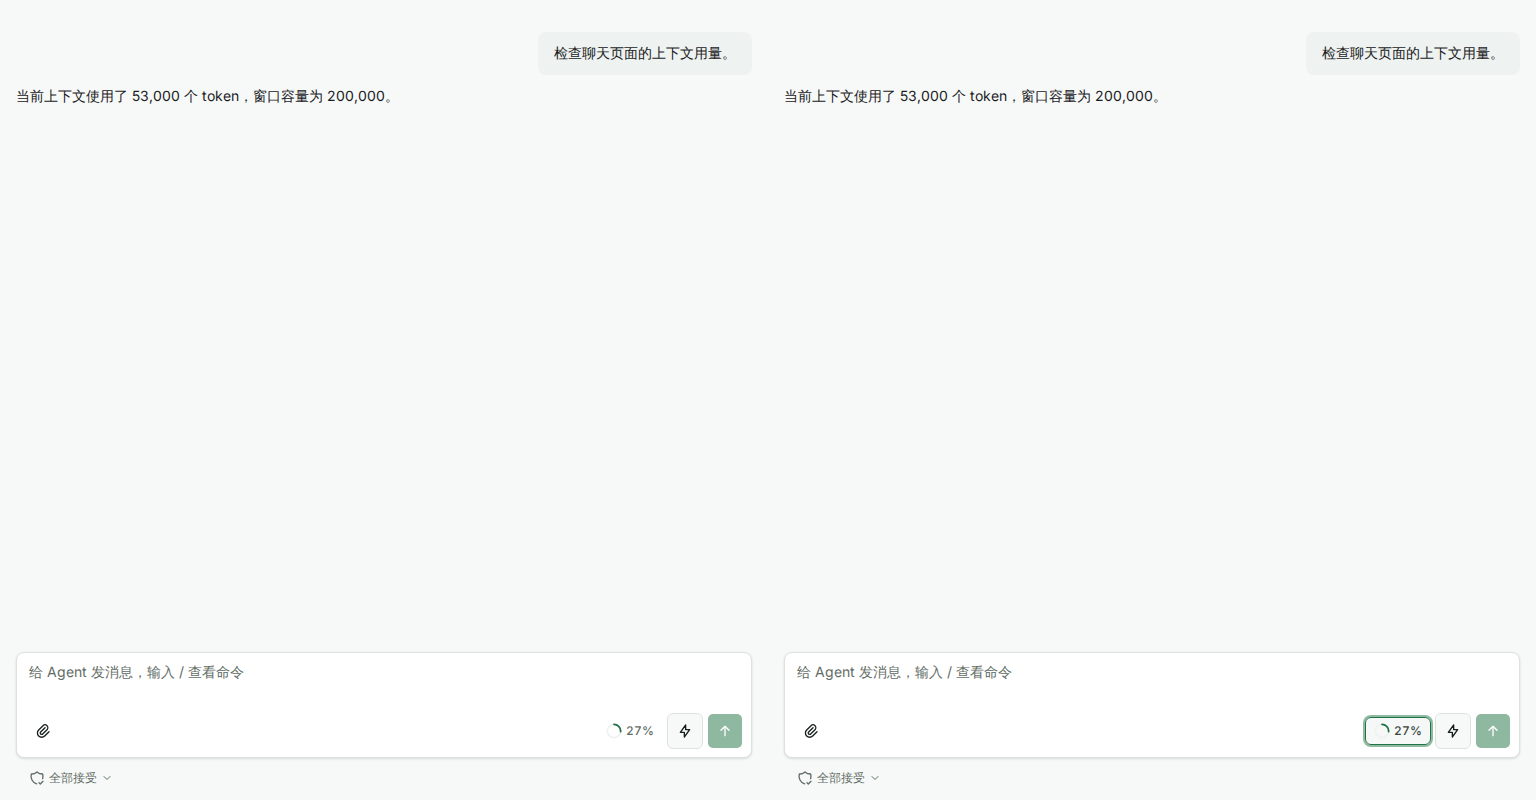 检查聊天页面的上下文用量。
当前上下文使用了 53,000 个 token，窗口容量为 200,000。
给 Agent 发消息，输入 / 查看命令
27%
全部接受
检查聊天页面的上下文用量。
当前上下文使用了 53,000 个 token，窗口容量为 200,000。
给 Agent 发消息，输入 / 查看命令
27%
全部接受